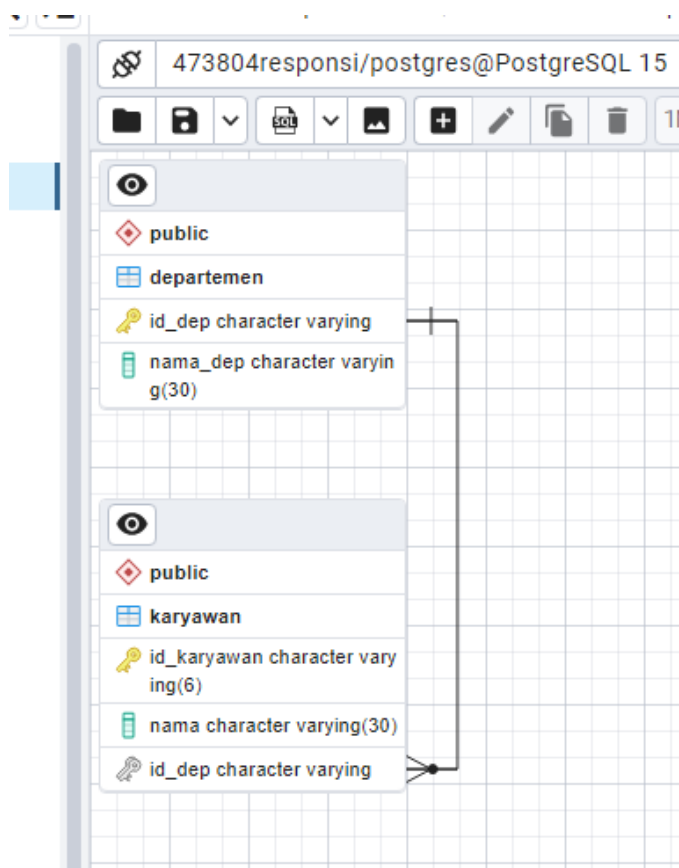 473804responsi/postgres@PostgreSQL 15
SQL
public
departemen
id_dep character varying
nama_dep character varyin
g(30)
public
karyawan
id_karyawan character vary
ing(6)
nama character varying(30)
id_dep character varying